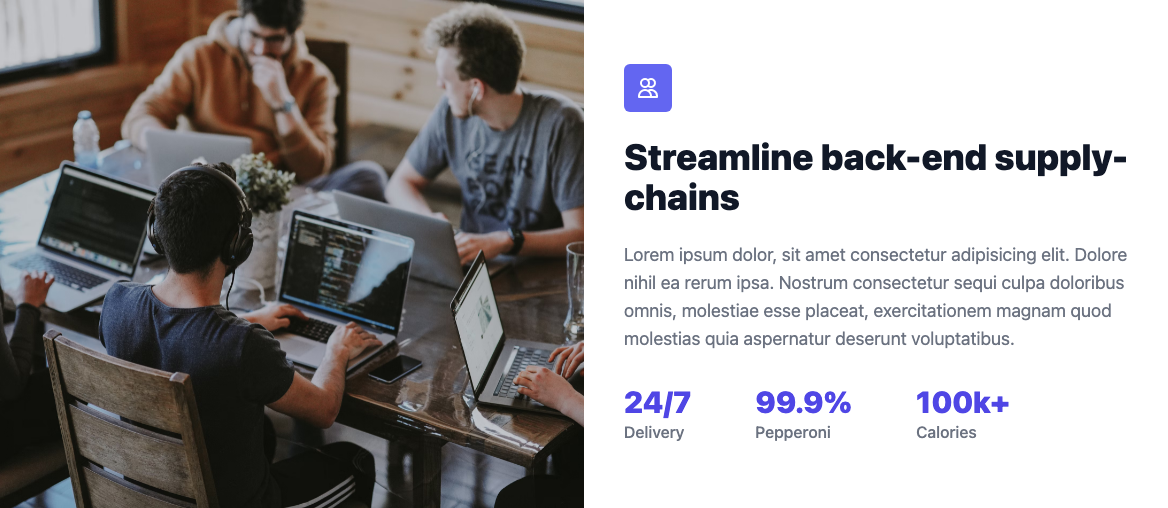 Streamline back-end supply-
chains
Lorem ipsum dolor, sit amet consectetur adipisicing elit. Dolore
nihil ea rerum ipsa. Nostrum consectetur sequi culpa doloribus
omnis, molestiae esse placeat, exercitationem magnam quod
molestias quia aspernatur deserunt voluptatibus.
24/7 99.9% 100k+
Delivery Pepperoni Calories